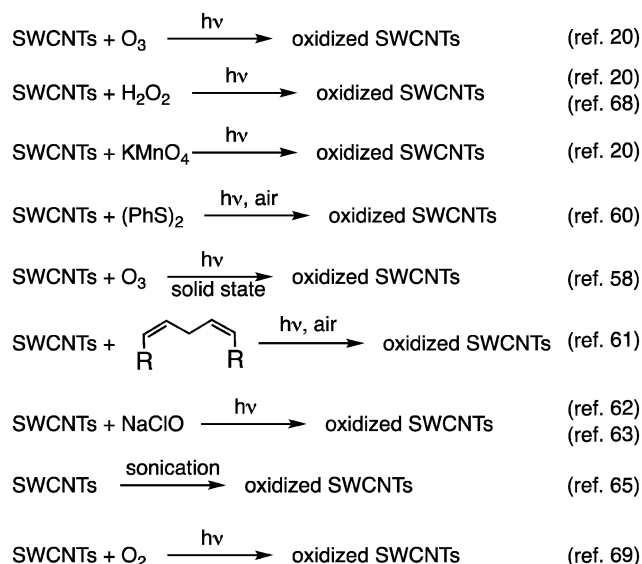 SWCNTs + O₃ hν oxidized SWCNTs (ref. 20)
SWCNTs + H₂O₂ hν oxidized SWCNTs (ref. 20) (ref. 68)
SWCNTs + KMnO₄ hν oxidized SWCNTs (ref. 20)
SWCNTs + (PhS)₂ hν, air oxidized SWCNTs (ref. 60)
SWCNTs + O₃ hν solid state oxidized SWCNTs (ref. 58)
SWCNTs + R R hν, air oxidized SWCNTs (ref. 61)
SWCNTs + NaClO hν oxidized SWCNTs (ref. 62) (ref. 63)
SWCNTs sonication oxidized SWCNTs (ref. 65)
SWCNTs + O₂ hν oxidized SWCNTs (ref. 69)